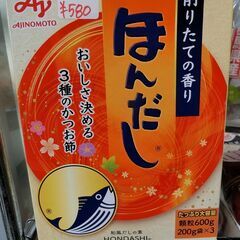 AJINOMOTO
¥580
削りたての香り
ほんだし
®
おいしさ決める
3種のかつお節
たっぷり大容量
顆粒600g
200g袋×3
和風だしの素
HONDASHI